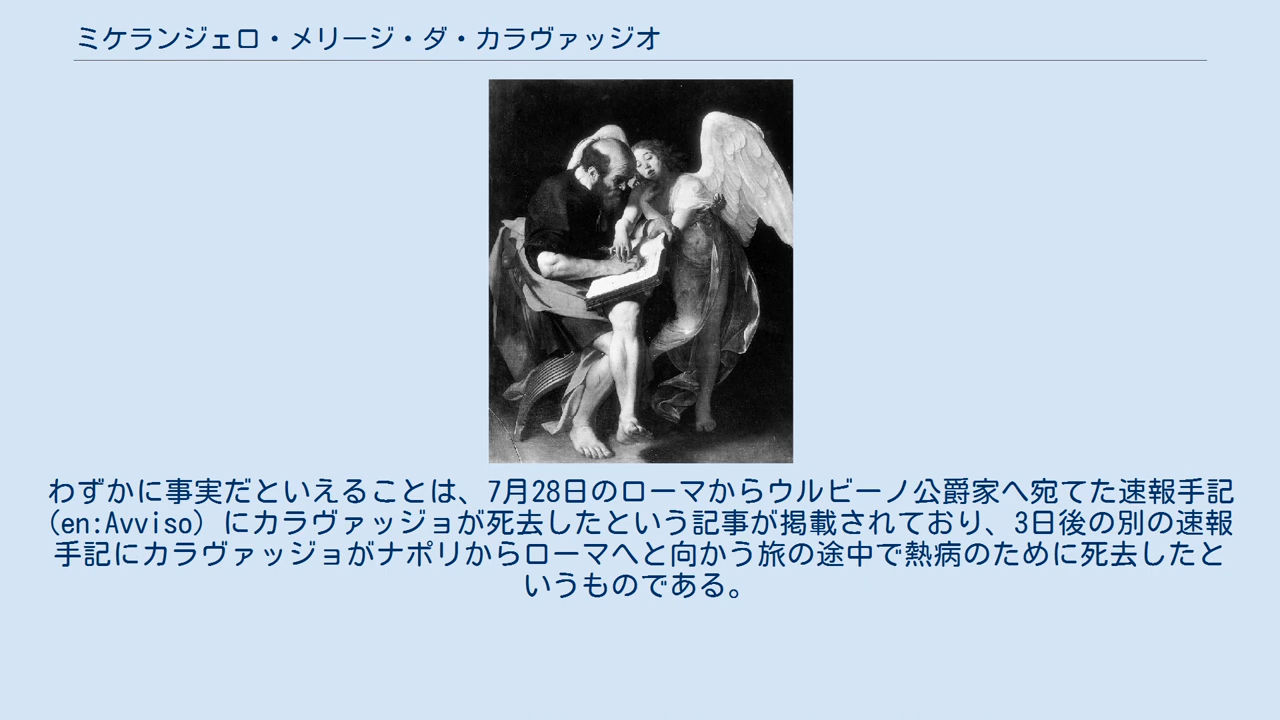 ミケランジェロ・メリージ・ダ・カラヴァッジオ
わずかに事実だといえることは、7月28日のローマからウルビーノ公爵家へ宛てた速報手記
(en:Avviso) にカラヴァッジョが死去したという記事が掲載されており、3日後の別の速報
手記にカラヴァッジョがナポリからローマへと向かう旅の途中で熱病のために死去したと
いうものである。